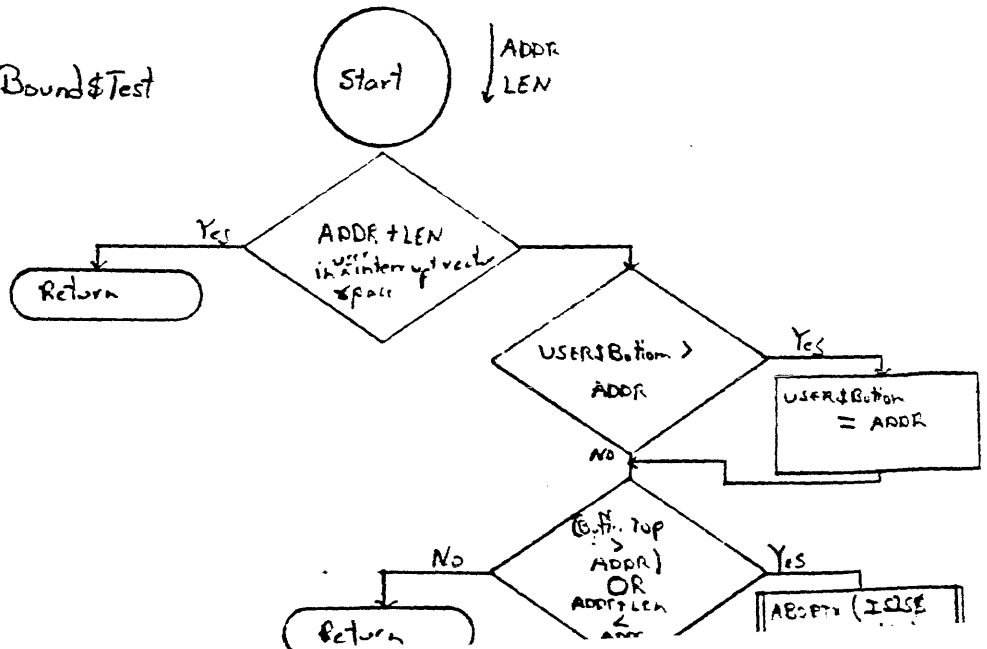 Bound$Test
Start
ADDR
LEN
Yes
ADDR + LEN
user
in interrupt vector
space
Return
USER$Bottom >
ADDR
Yes
USER$Bottom
= ADDR
No
Top
>
ADDR)
OR
ADDR+Len
<
No
Yes
Return